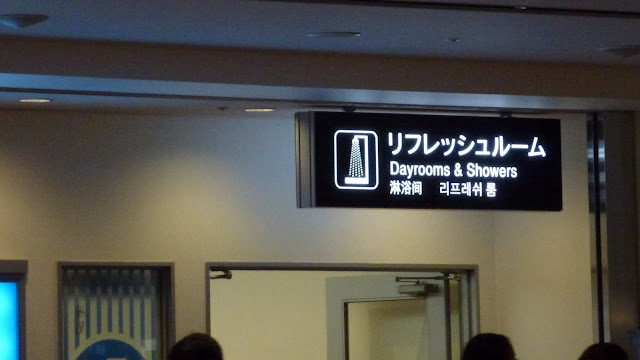 リフレッシュルーム
Dayrooms & Showers
淋浴间 리프레쉬 룸